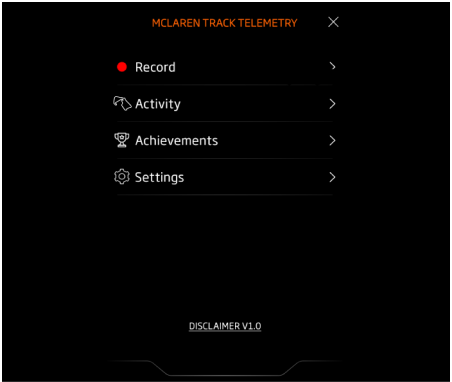 MCLAREN TRACK TELEMETRY
Record
Activity
Achievements
Settings
DISCLAIMER V1.0